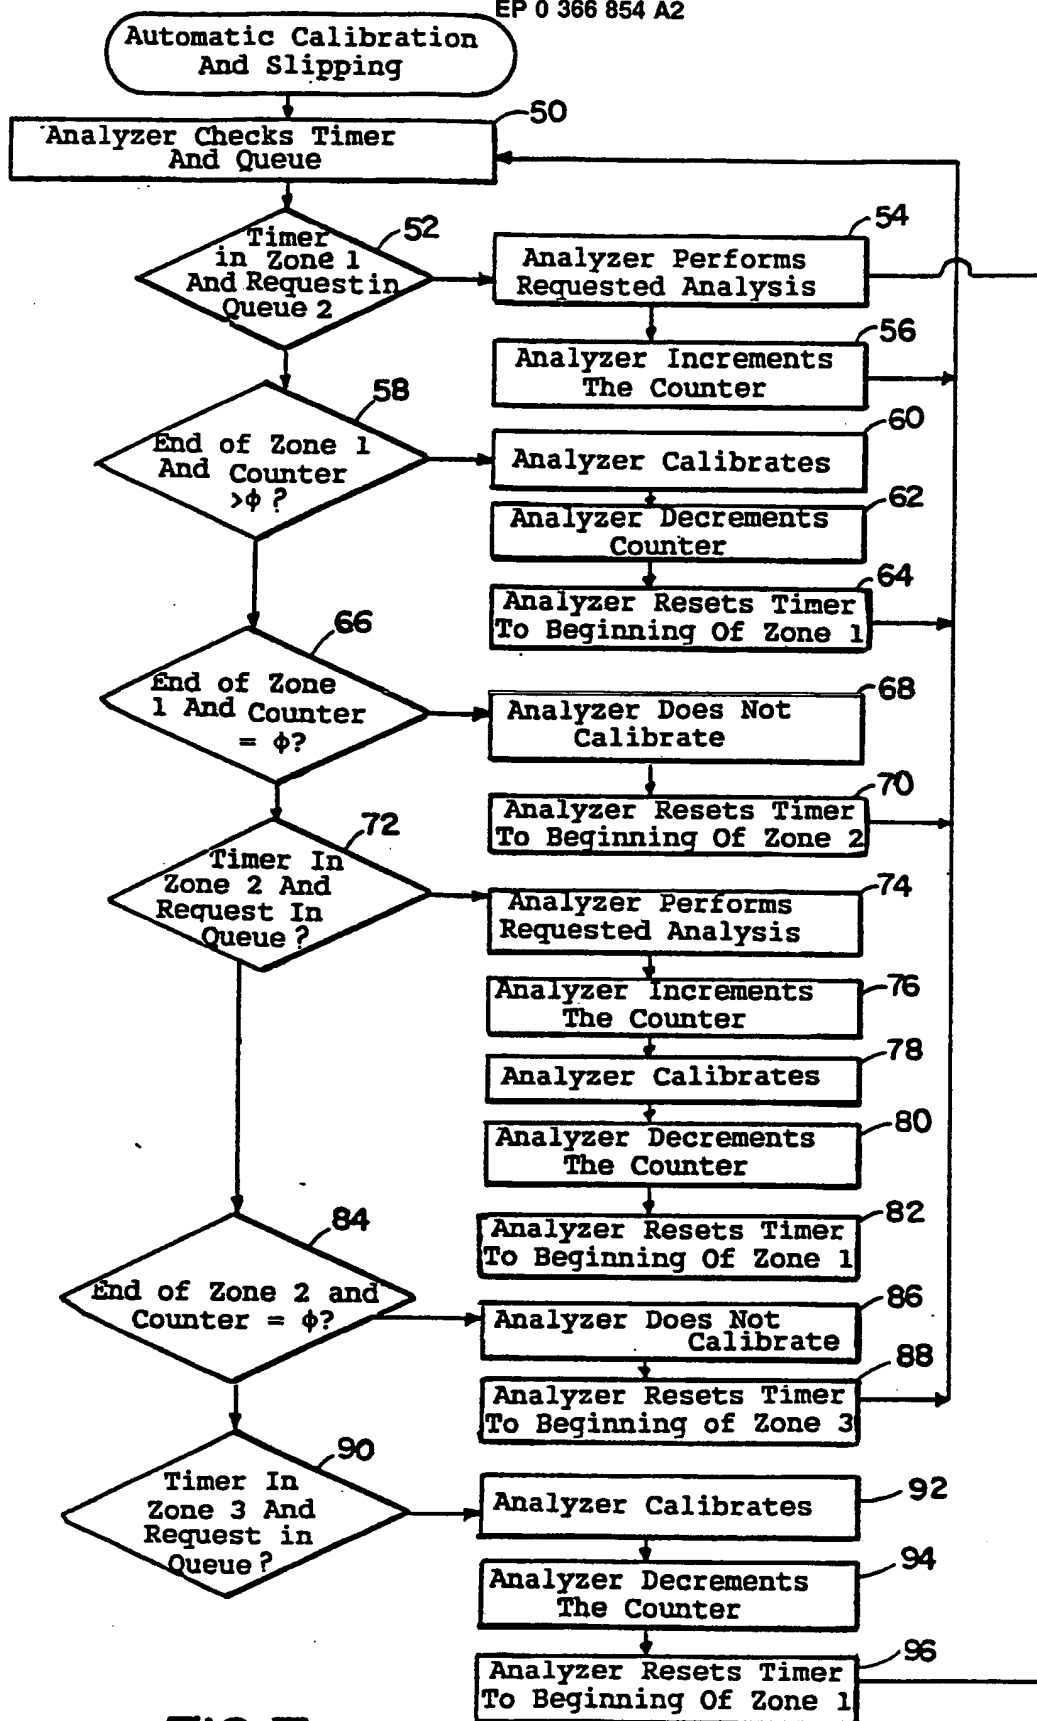 EP 0 366 854 A2
Automatic Calibration
And Slipping
50
Analyzer Checks Timer
And Queue
52
Timer
in Zone 1
And Request in
Queue 2
54
Analyzer Performs
Requested Analysis
56
Analyzer Increments
The Counter
58
End of Zone 1
And Counter
>ϕ ?
60
Analyzer Calibrates
62
Analyzer Decrements
Counter
64
Analyzer Resets Timer
To Beginning Of Zone 1
66
End of Zone
1 And Counter
= ϕ?
68
Analyzer Does Not
Calibrate
70
Analyzer Resets Timer
To Beginning Of Zone 2
72
Timer In
Zone 2 And
Request In
Queue ?
74
Analyzer Performs
Requested Analysis
76
Analyzer Increments
The Counter
78
Analyzer Calibrates
80
Analyzer Decrements
The Counter
82
Analyzer Resets Timer
To Beginning Of Zone 1
84
End of Zone 2 and
Counter = ϕ?
86
Analyzer Does Not
Calibrate
88
Analyzer Resets Timer
To Beginning of Zone 3
90
Timer In
Zone 3 And
Request in
Queue ?
92
Analyzer Calibrates
94
Analyzer Decrements
The Counter
96
Analyzer Resets Timer
To Beginning Of Zone 1